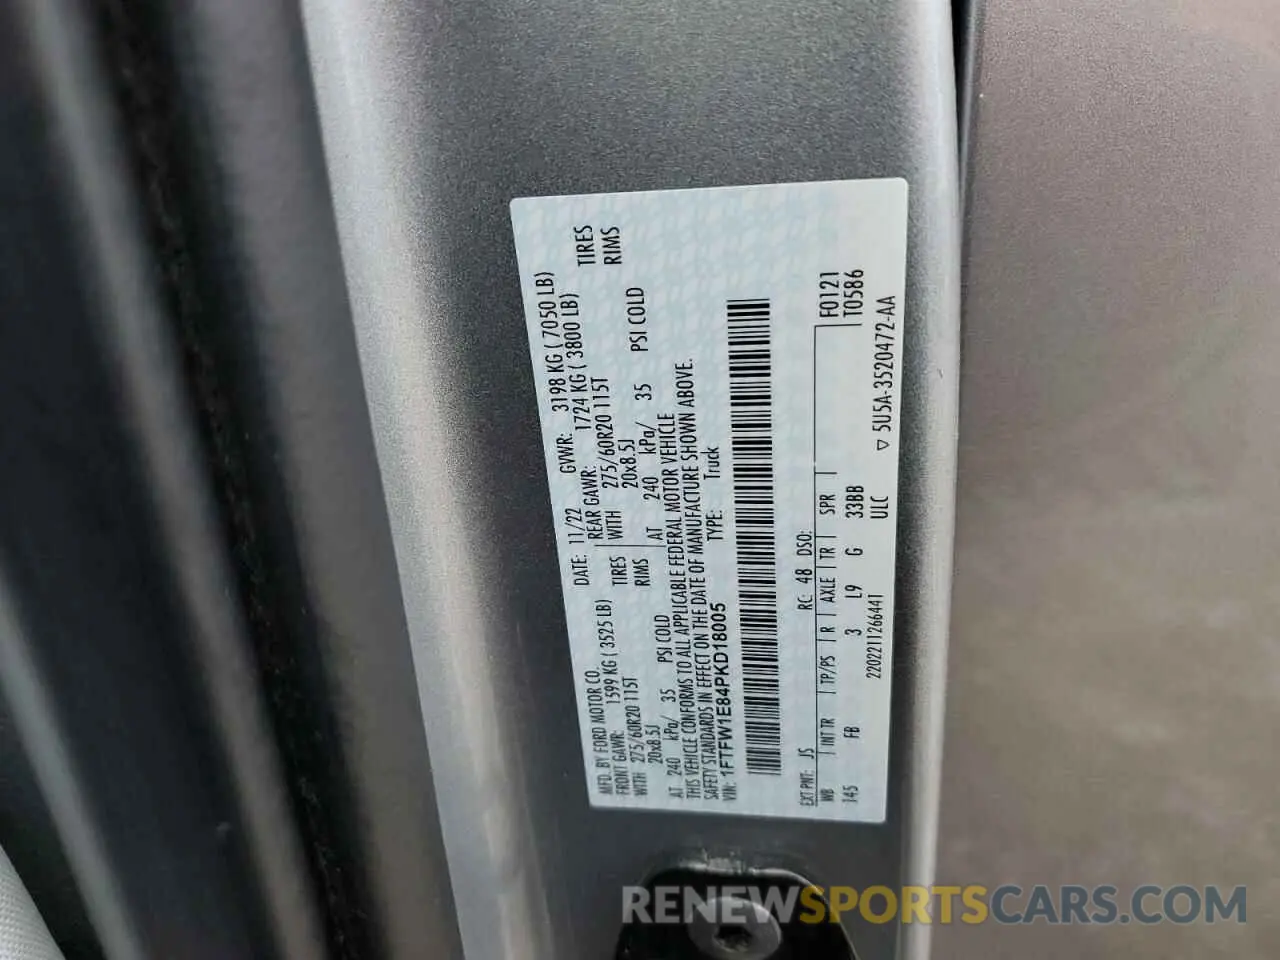 MFD. BY FORD MOTOR CO. DATE: 11/22 GVWR: 3198 KG ( 7050 LB)
FRONT GAWR: 1599 KG ( 3525 LB) REAR GAWR: 1724 KG ( 3800 LB)
WITH 275/60R20 115T TIRES WITH 275/60R20 115T TIRES
20x8.5J RIMS 20x8.5J RIMS
AT 240 kPa/ 35 PSI COLD AT 240 kPa/ 35 PSI COLD
THIS VEHICLE CONFORMS TO ALL APPLICABLE FEDERAL MOTOR VEHICLE
SAFETY STANDARDS IN EFFECT ON THE DATE OF MANUFACTURE SHOWN ABOVE.
VIN: 1FTFW1E84PKD18005 TYPE: Truck
EXT PNT: JS RC: 48 DSO:
WB INT TR TP/PS R AXLE TR SPR F0121
145 FB 3 L9 G 33BB T0586
2202211266441 ULC ▽ 5U5A-3520472-AA
RENEWSPORTSCARS.COM